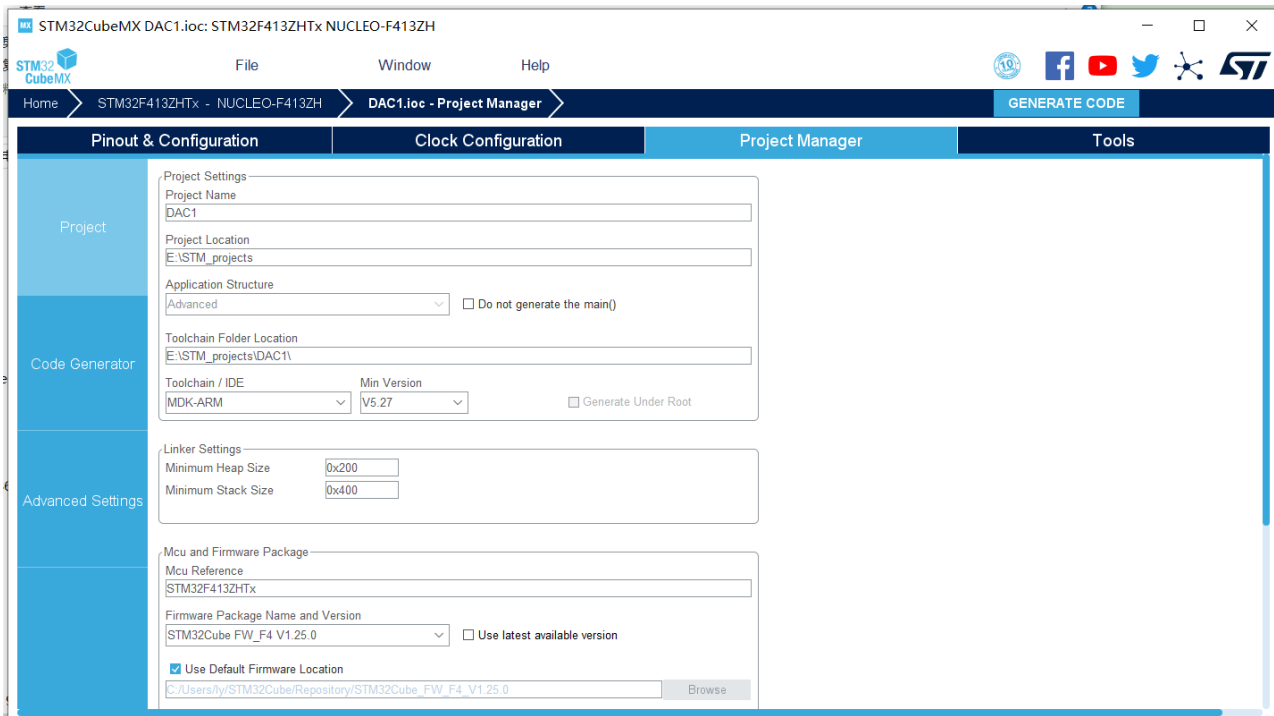 STM32CubeMX DAC1.ioc: STM32F413ZHTx NUCLEO-F413ZH
STM32 CubeMX File Window Help
Home STM32F413ZHTx - NUCLEO-F413ZH DAC1.ioc - Project Manager GENERATE CODE
Pinout & Configuration Clock Configuration Project Manager Tools
Project
Code Generator
Advanced Settings
Project Settings
Project Name
DAC1
Project Location
E:\STM_projects
Application Structure
Advanced Do not generate the main()
Toolchain Folder Location
E:\STM_projects\DAC1\
Toolchain / IDE Min Version
MDK-ARM V5.27 Generate Under Root
Linker Settings
Minimum Heap Size 0x200
Minimum Stack Size 0x400
Mcu and Firmware Package
Mcu Reference
STM32F413ZHTx
Firmware Package Name and Version
STM32Cube FW_F4 V1.25.0 Use latest available version
Use Default Firmware Location
C:/Users/ly/STM32Cube/Repository/STM32Cube_FW_F4_V1.25.0 Browse